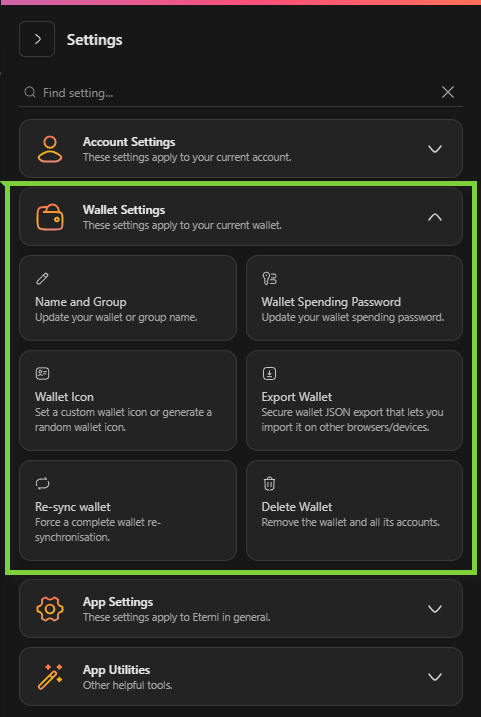 Settings
Find setting...
Account Settings
These settings apply to your current account.
Wallet Settings
These settings apply to your current wallet.
Name and Group
Update your wallet or group name.
Wallet Spending Password
Update your wallet spending password.
Wallet Icon
Set a custom wallet icon or generate a
random wallet icon.
Export Wallet
Secure wallet JSON export that lets you
import it on other browsers/devices.
Re-sync wallet
Force a complete wallet re-
synchronisation.
Delete Wallet
Remove the wallet and all its accounts.
App Settings
These settings apply to Eternl in general.
App Utilities
Other helpful tools.